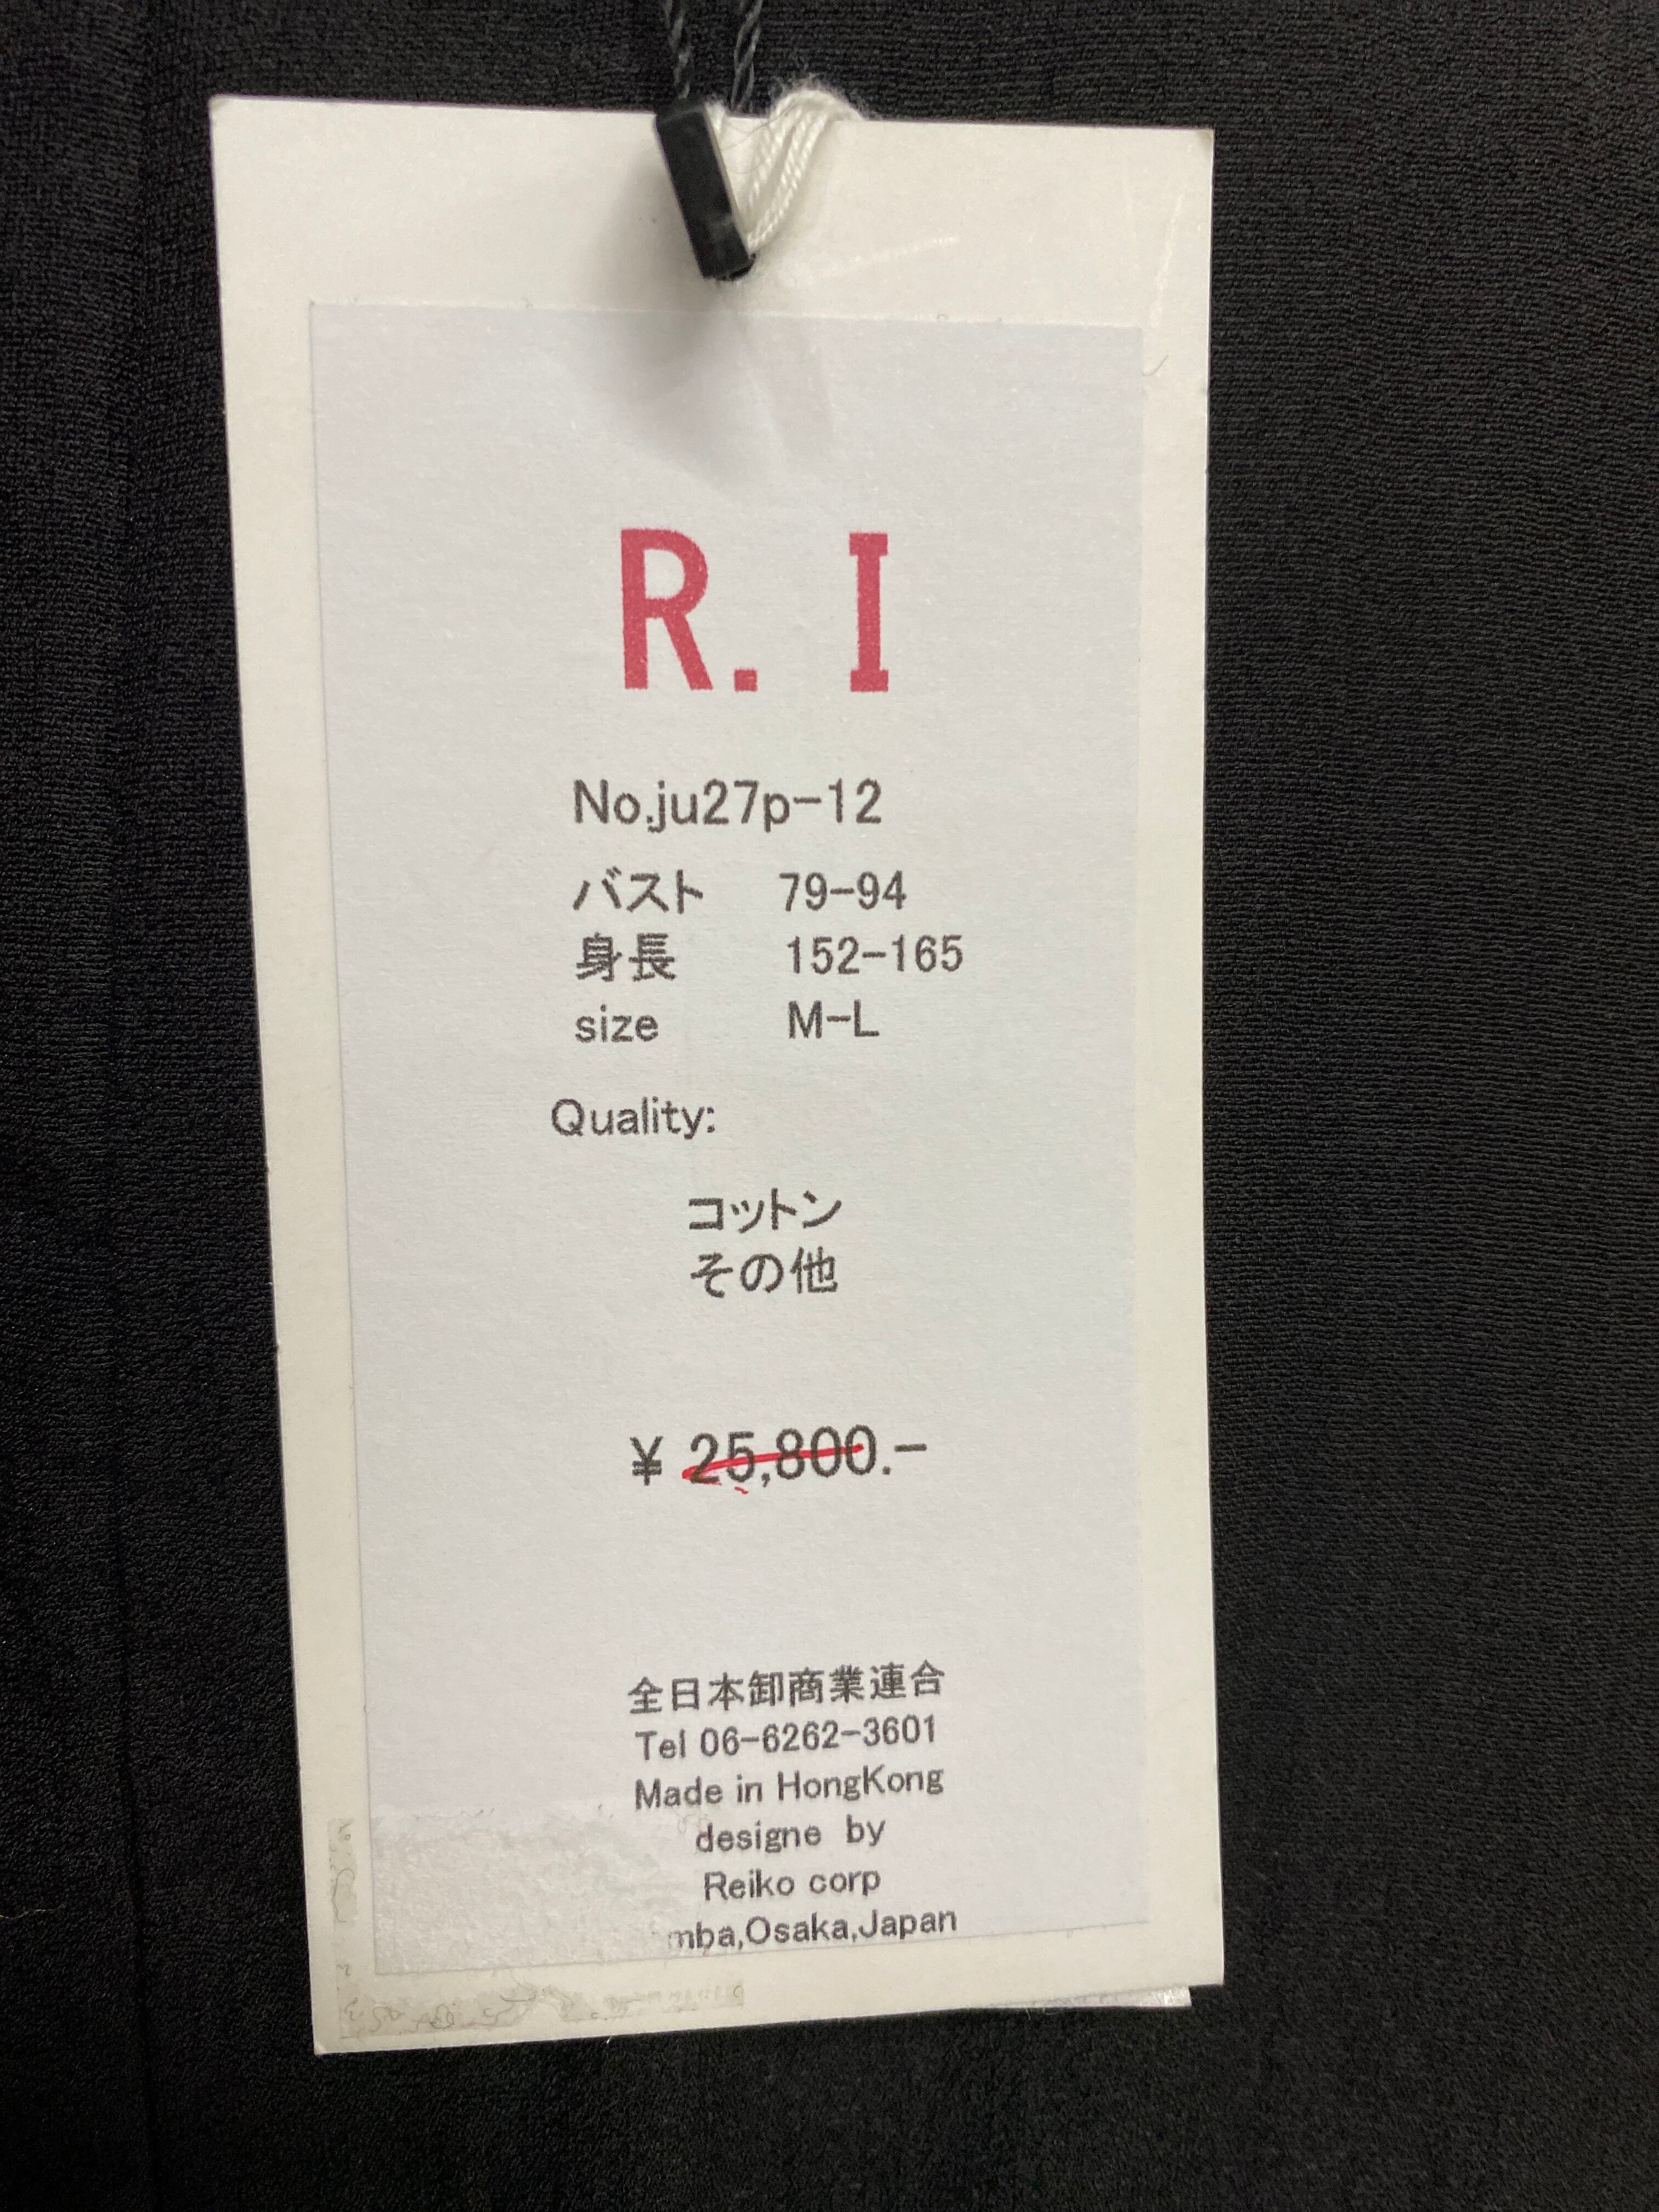 R. I
No.ju27p-12
バスト 79-94
身長 152-165
size M-L
Quality:
コットン
その他
¥ 25,800.-
全日本卸商業連合
Tel 06-6262-3601
Made in HongKong
designe by
Reiko corp
mba,Osaka,Japan